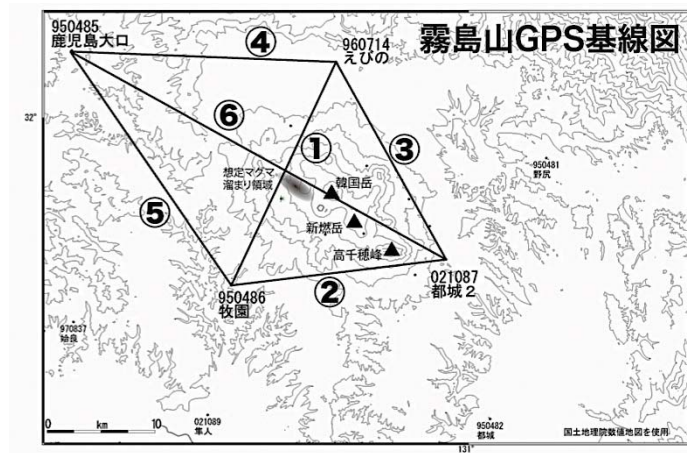 霧島山GPS基線図
950485
鹿児島大口
④
960714
えびの
32°
⑥
①
③
想定マグマ
溜まり領域
韓国岳
950481
野尻
⑤
新燃岳
高千穂峰
950486
牧園
②
021087
都城2
970837
姶良
0 km 10
021089
隼人
950482
都城
国土地理院数値地図を使用
131°